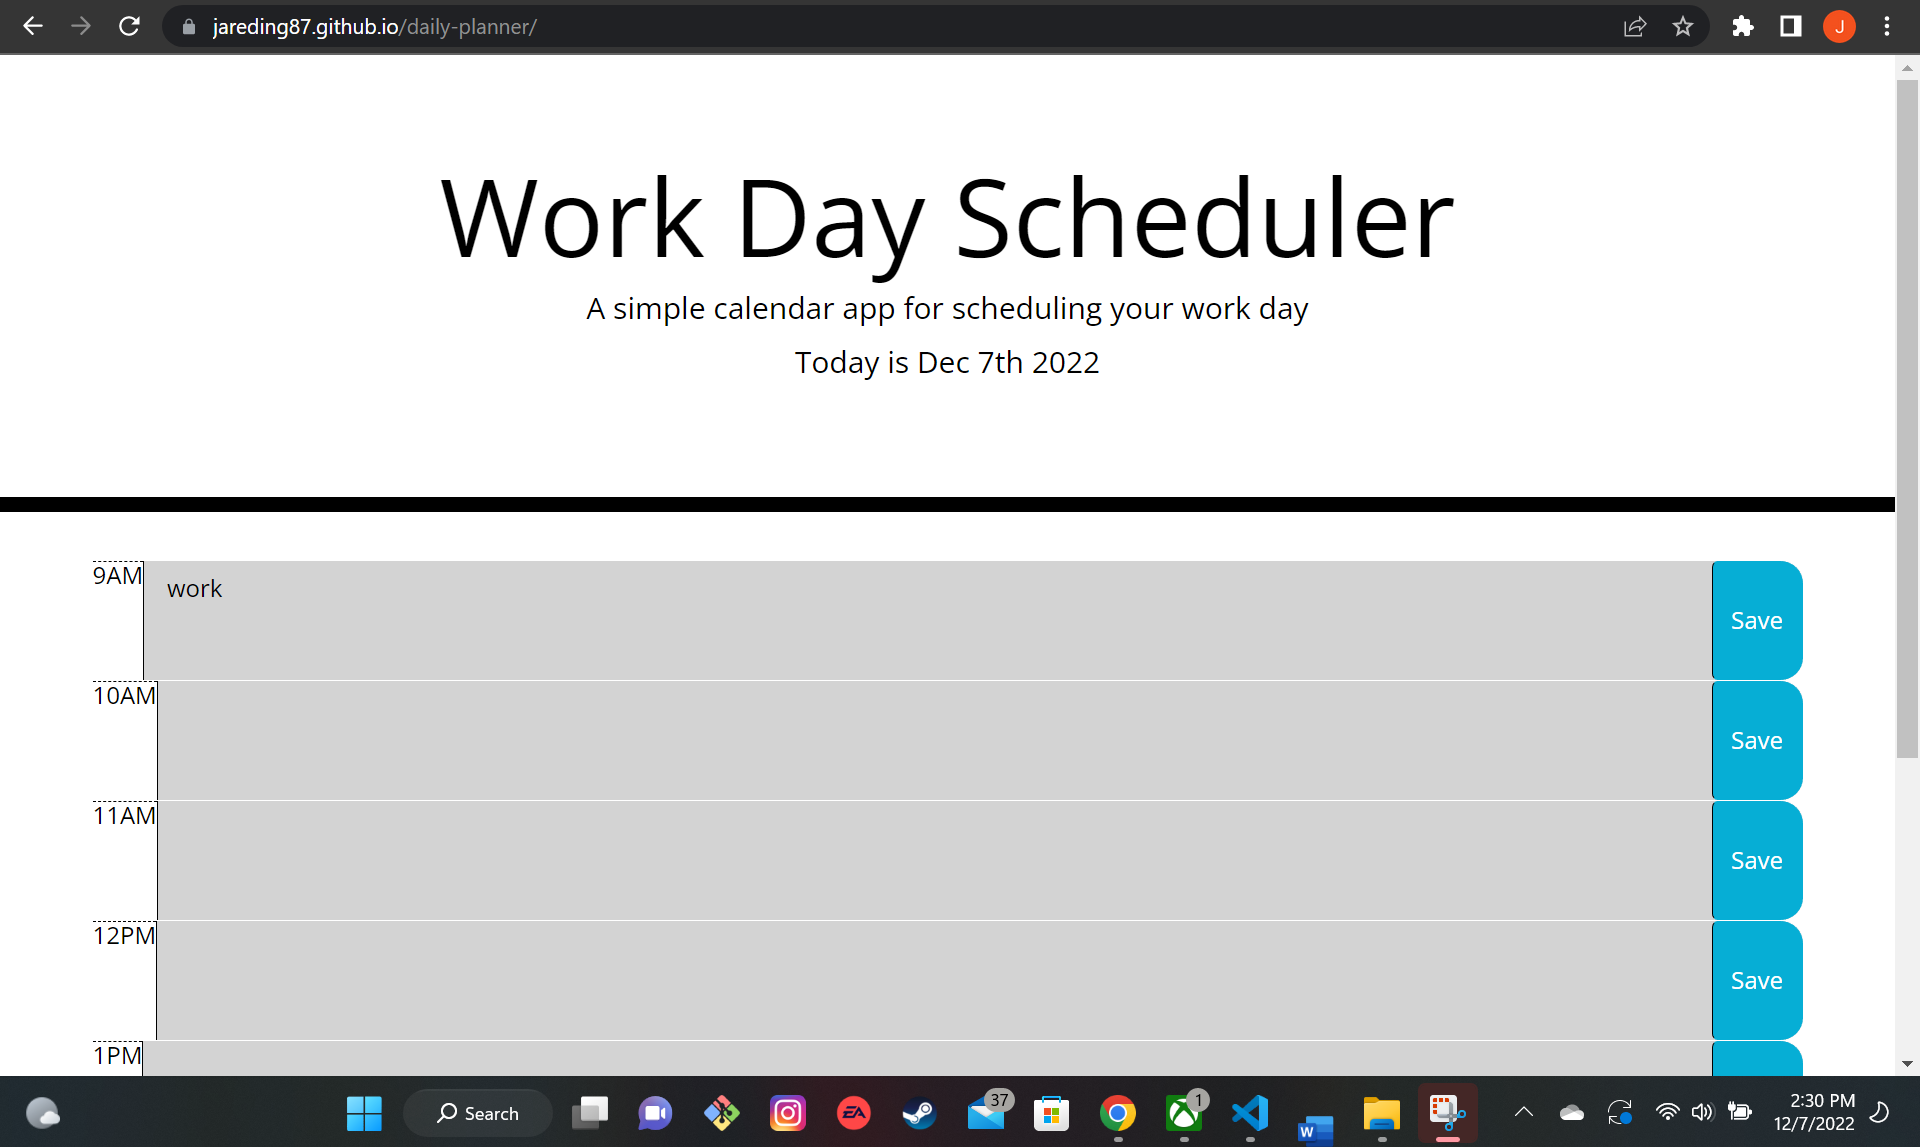 jareding87.github.io/daily-planner/
J
Work Day Scheduler
A simple calendar app for scheduling your work day
Today is Dec 7th 2022
9AM
work
Save
10AM
Save
11AM
Save
12PM
Save
1PM
Search
EA
37
1
W
2:30 PM
12/7/2022